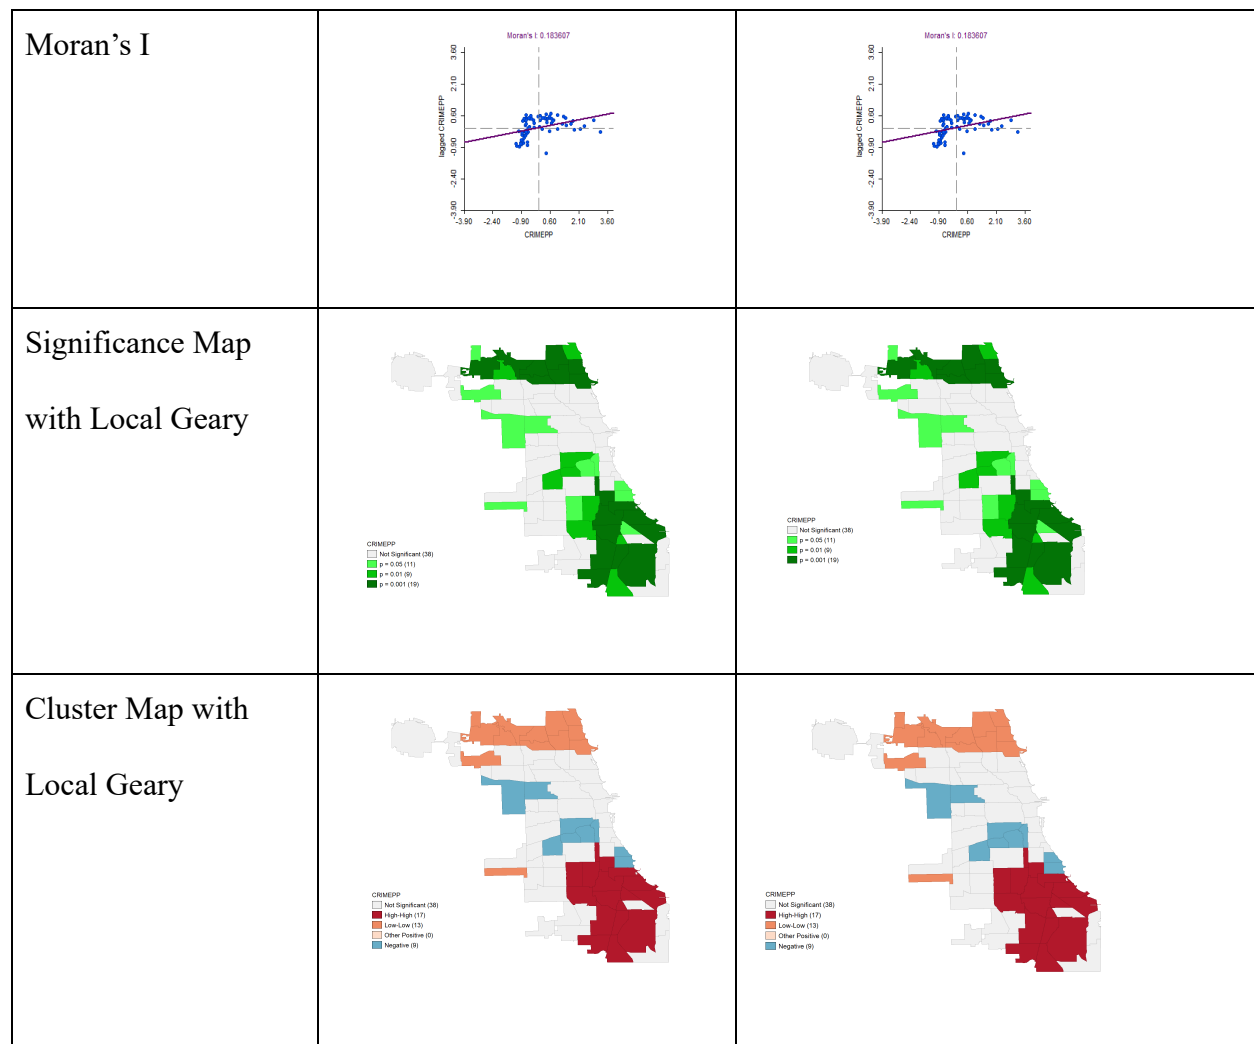 Moran's I
Moran's I: 0.183607
3.60
2.10
0.60
-0.90
-2.40
-3.90
lagged CRIMEPP
-3.90 -2.40 -0.90 0.60 2.10 3.60
CRIMEPP
Moran's I: 0.183607
3.60
2.10
0.60
-0.90
-2.40
-3.90
lagged CRIMEPP
-3.90 -2.40 -0.90 0.60 2.10 3.60
CRIMEPP
Significance Map
with Local Geary
CRIMEPP
Not Significant (38)
p = 0.05 (11)
p = 0.01 (9)
p = 0.001 (19)
CRIMEPP
Not Significant (38)
p = 0.05 (11)
p = 0.01 (9)
p = 0.001 (19)
Cluster Map with
Local Geary
CRIMEPP
Not Significant (38)
High-High (17)
Low-Low (13)
Other Positive (0)
Negative (9)
CRIMEPP
Not Significant (38)
High-High (17)
Low-Low (13)
Other Positive (0)
Negative (9)